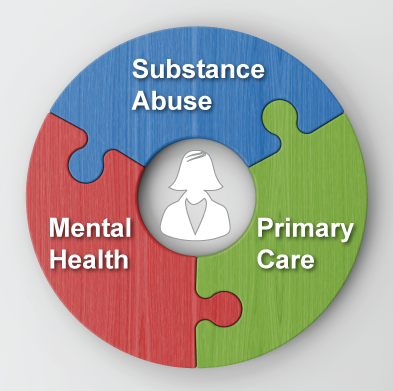 Substance
Abuse
Mental
Health
Primary
Care